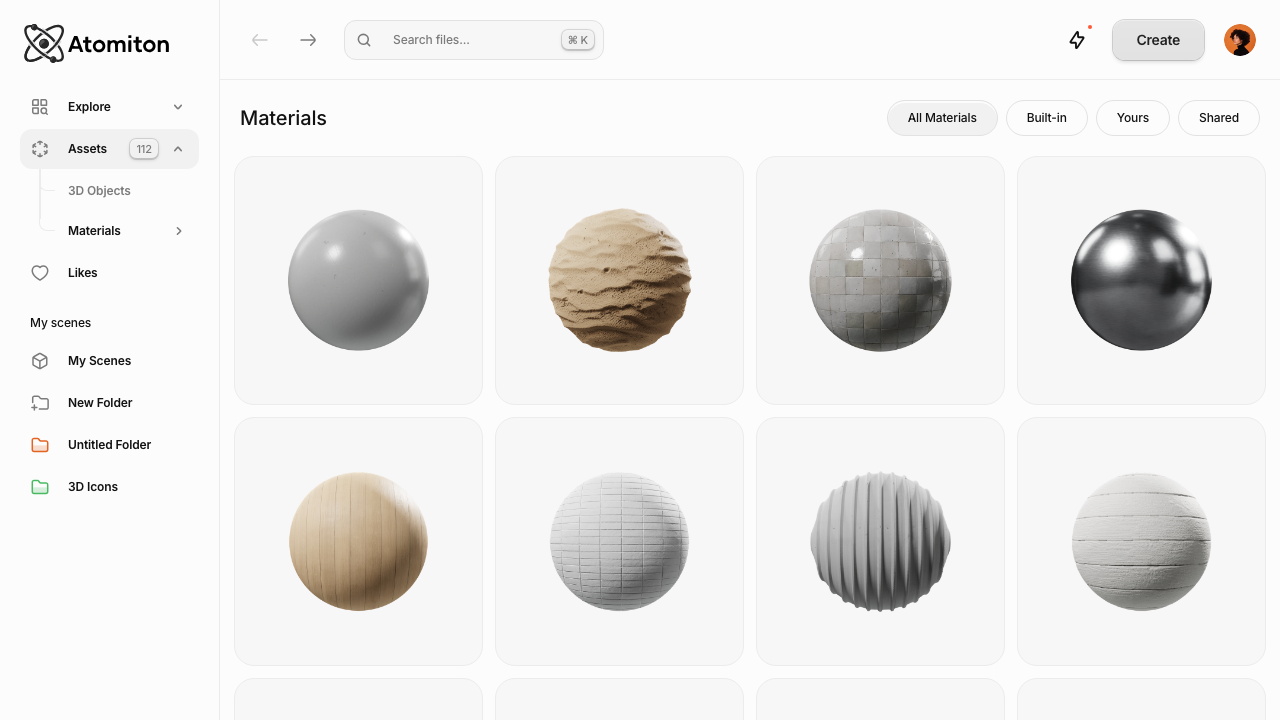 Atomiton
Search files...
⌘ K
Create
Explore
Assets
112
3D Objects
Materials
Likes
My scenes
My Scenes
New Folder
Untitled Folder
3D Icons
Materials
All Materials
Built-in
Yours
Shared